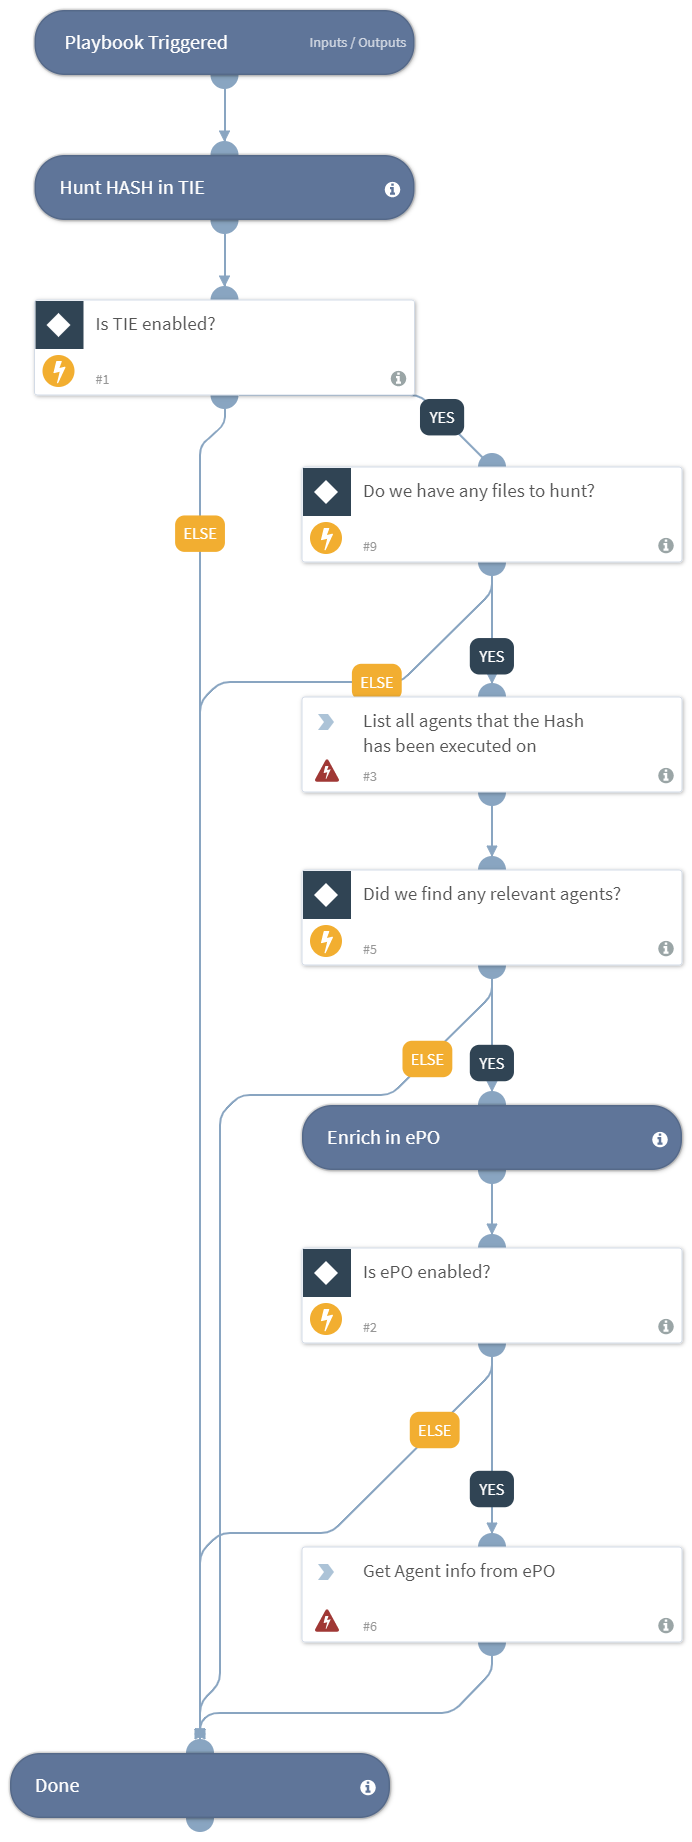 Playbook Triggered
Inputs / Outputs
Hunt HASH in TIE
Is TIE enabled?
#1
YES
Do we have any files to hunt?
#9
ELSE
YES
ELSE
List all agents that the Hash
has been executed on
#3
Did we find any relevant agents?
#5
ELSE
YES
Enrich in ePO
Is ePO enabled?
#2
ELSE
YES
Get Agent info from ePO
#6
Done